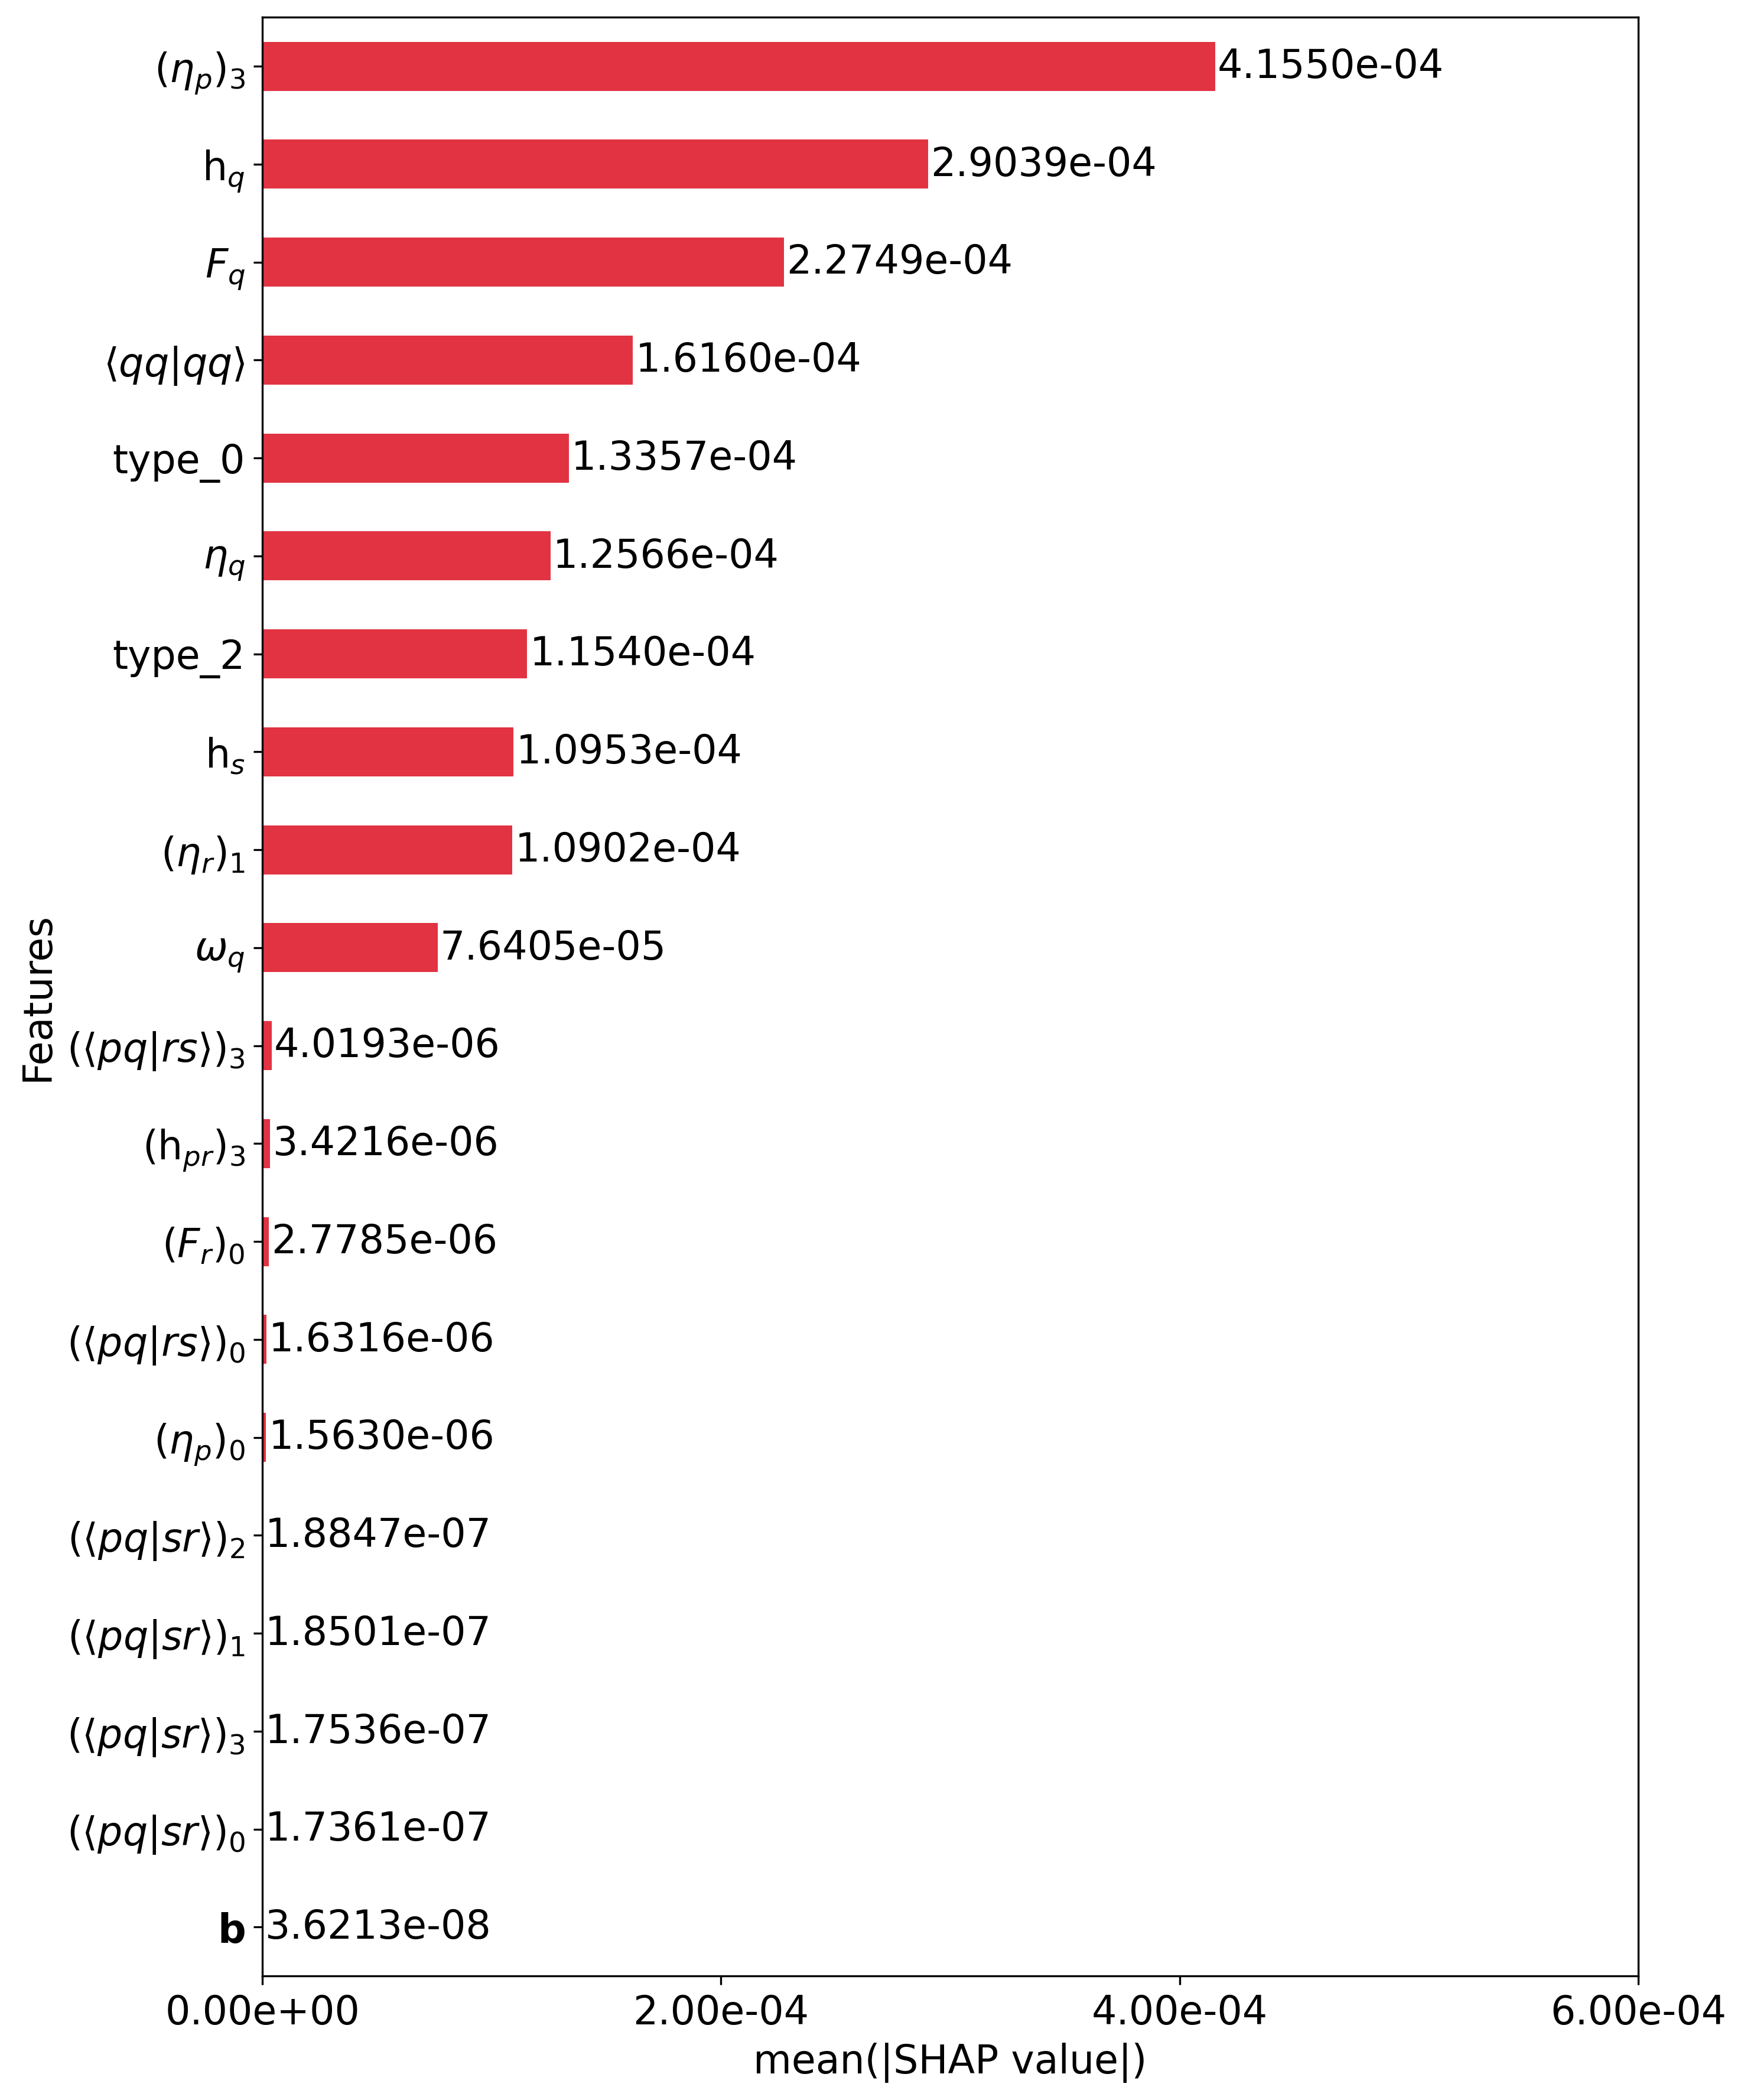 (ηp)3 4.1550e-04
hq 2.9039e-04
Fq 2.2749e-04
⟨qq|qq⟩ 1.6160e-04
type_0 1.3357e-04
ηq 1.2566e-04
type_2 1.1540e-04
hs 1.0953e-04
(ηr)1 1.0902e-04
ωq 7.6405e-05
(⟨pq|rs⟩)3 4.0193e-06
(hpr)3 3.4216e-06
(Fr)0 2.7785e-06
(⟨pq|rs⟩)0 1.6316e-06
(ηp)0 1.5630e-06
(⟨pq|sr⟩)2 1.8847e-07
(⟨pq|sr⟩)1 1.8501e-07
(⟨pq|sr⟩)3 1.7536e-07
(⟨pq|sr⟩)0 1.7361e-07
b 3.6213e-08
Features
0.00e+00 2.00e-04 4.00e-04 6.00e-04
mean(|SHAP value|)